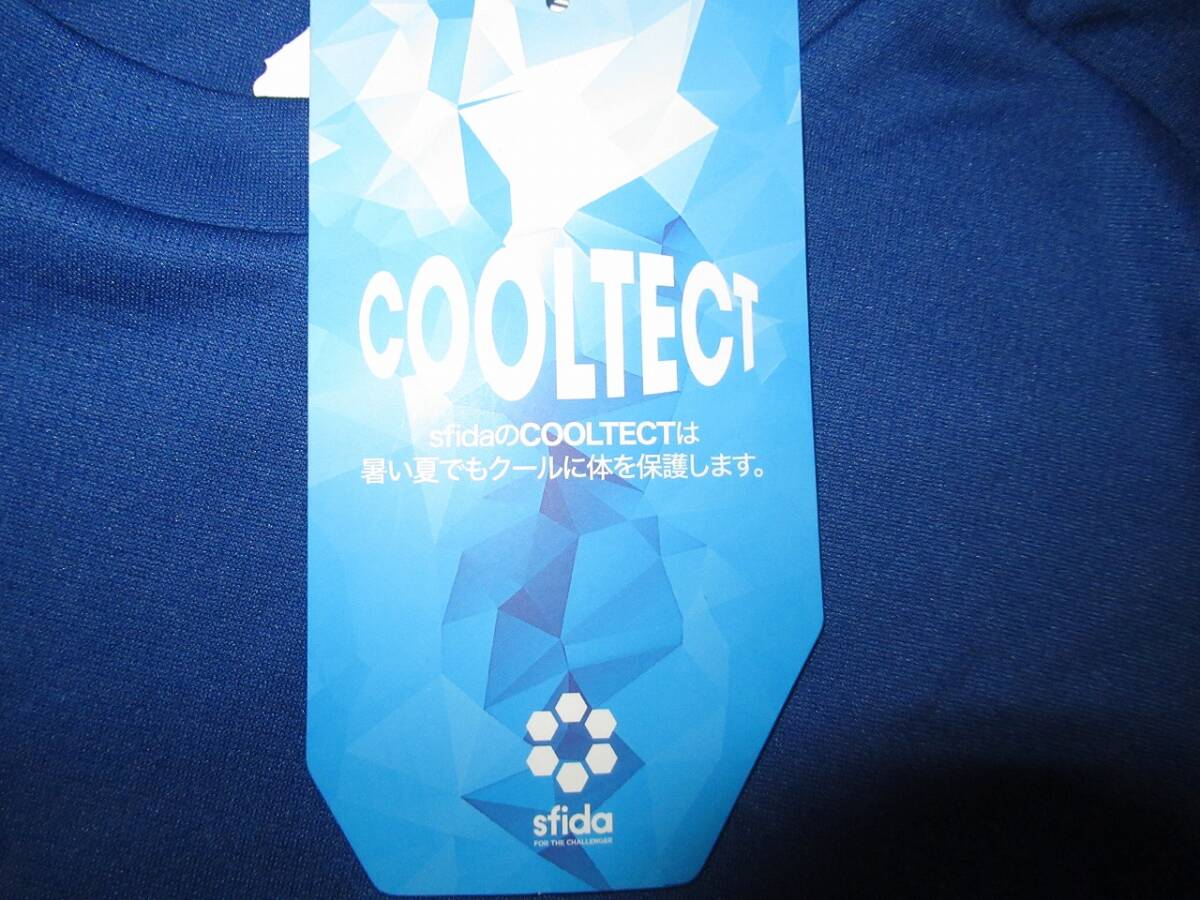 COOLTECT
sfidaのCOOLTECTは
暑い夏でもクールに体を保護します。
sfida
FOR THE CHALLENGER